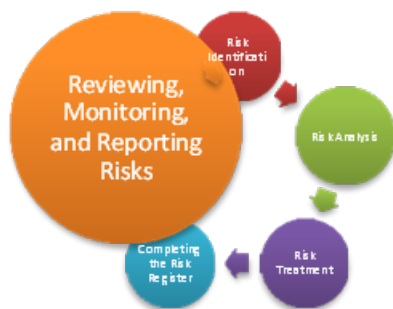 Reviewing,
Monitoring,
and Reporting
Risks
Risk
Identificati
on
Risk Analysis
Risk
Treatment
Completing
the Risk
Register